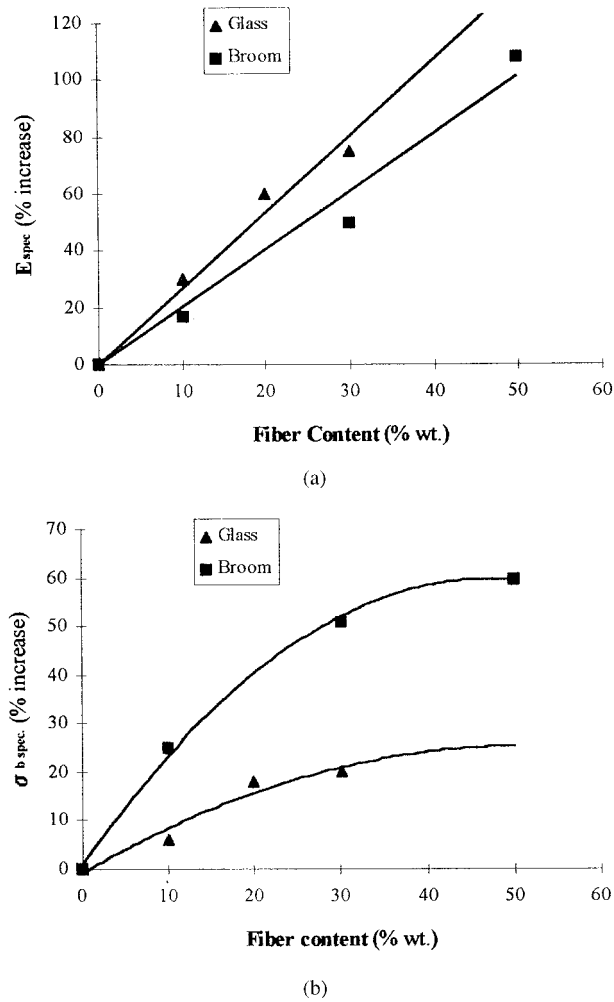 Glass
Broom
120
100
80
60
40
20
0
E spec (% increase)
0 10 20 30 40 50 60
Fiber Content (% wt.)
(a)
Glass
Broom
70
60
50
40
30
20
10
0
σ b spec. (% increase)
0 10 20 30 40 50
Fiber content (% wt.)
(b)